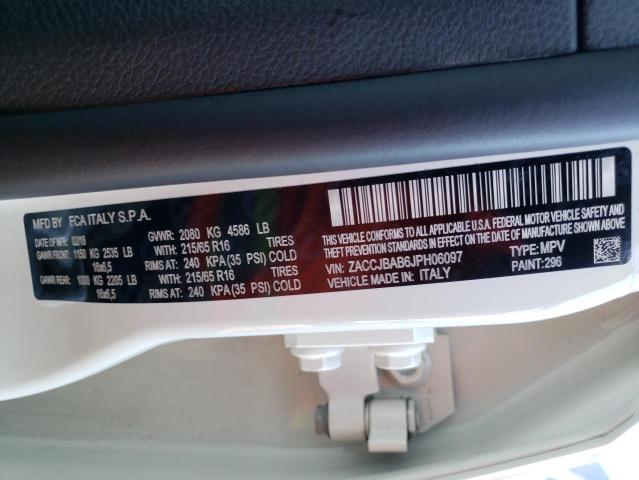 MFD BY FCA ITALY S.P.A.
DATE OF MFR 02/18 GVWR: 2080 KG 4586 LB
GAWR FRONT: 1150 KG 2535 LB WITH: 215/65 R16 TIRES
16x6,5 RIMS AT: 240 KPA(35 PSI) COLD
GAWR REAR: 1000 KG 2205 LB WITH: 215/65 R16 TIRES
16x6,5 RIMS AT: 240 KPA(35 PSI) COLD
THIS VEHICLE CONFORMS TO ALL APPLICABLE U.S.A. FEDERAL MOTOR VEHICLE SAFETY AND
BUMPER STANDARDS IN EFFECT ON THE DATE OF MANUFACTURE SHOWN ABOVE.
VIN: ZACCJBAB6JPH06097 TYPE: MPV
VEHICLE MADE IN: ITALY PAINT: 296